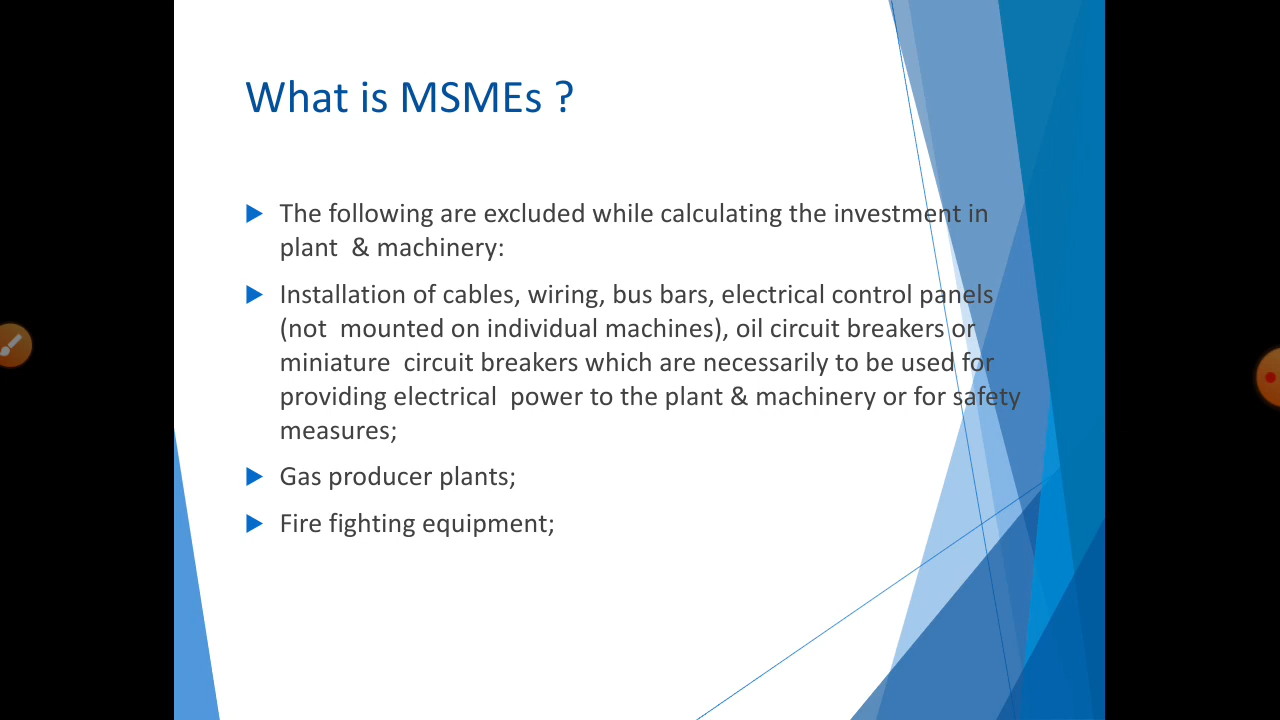 What is MSMEs ?
The following are excluded while calculating the investment in
plant  & machinery:
Installation of cables, wiring, bus bars, electrical control panels
(not  mounted on individual machines), oil circuit breakers or
miniature  circuit breakers which are necessarily to be used for
providing electrical  power to the plant & machinery or for safety
measures;
Gas producer plants;
Fire fighting equipment;